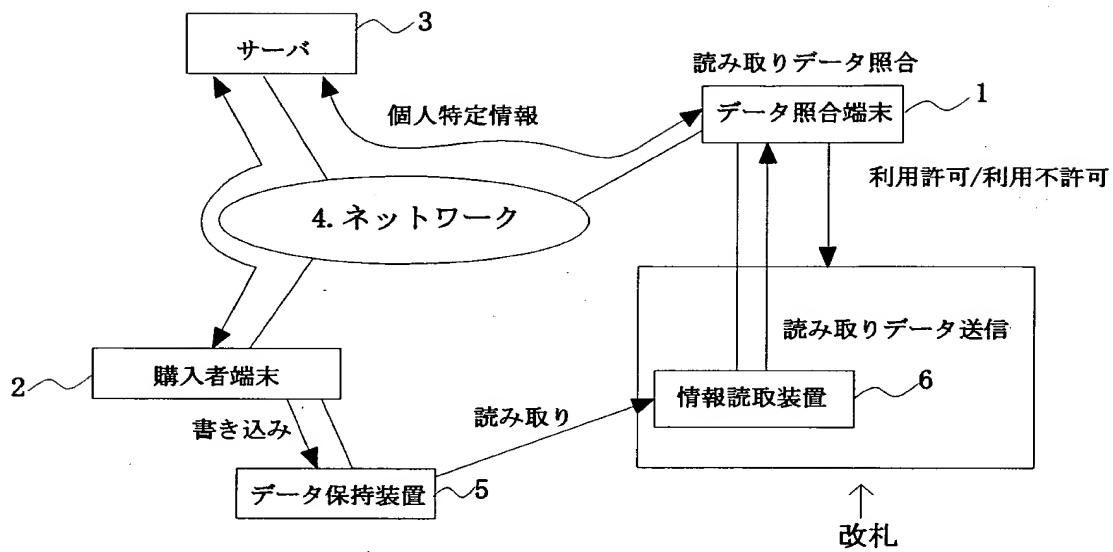 3
サーバ
読み取りデータ照合
1
データ照合端末
個人特定情報
利用許可/利用不許可
4.ネットワーク
読み取りデータ送信
2
購入者端末
情報読取装置
6
書き込み
読み取り
データ保持装置
5
改札